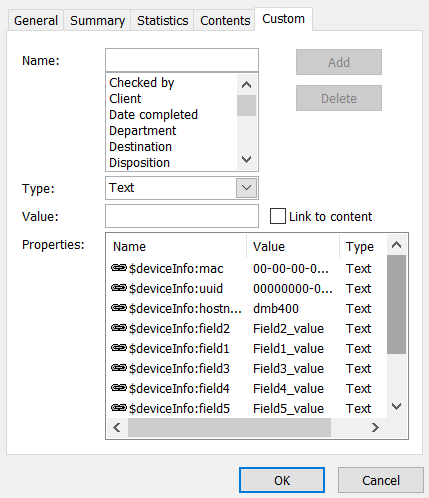 General Summary Statistics Contents Custom
Name:
Add
Checked by
Client
Date completed
Department
Destination
Disposition
Delete
Type: Text
Value: Link to content
Properties:
Name Value Type
$deviceInfo:mac 00-00-00-0... Text
$deviceInfo:uuid 00000000-0... Text
$deviceInfo:hostn... dmb400 Text
$deviceInfo:field2 Field2_value Text
$deviceInfo:field1 Field1_value Text
$deviceInfo:field3 Field3_value Text
$deviceInfo:field4 Field4_value Text
$deviceInfo:field5 Field5_value Text
OK Cancel